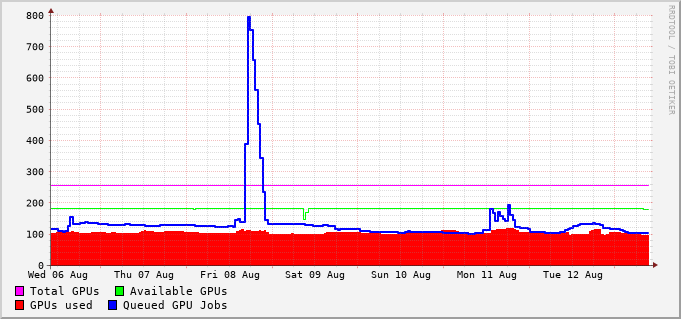 800
700
600
500
400
300
200
100
0
Wed 06 Aug Thu 07 Aug Fri 08 Aug Sat 09 Aug Sun 10 Aug Mon 11 Aug Tue 12 Aug
Total GPUs Available GPUs
GPUs used Queued GPU Jobs
RRDTOOL / TOBI OETIKER